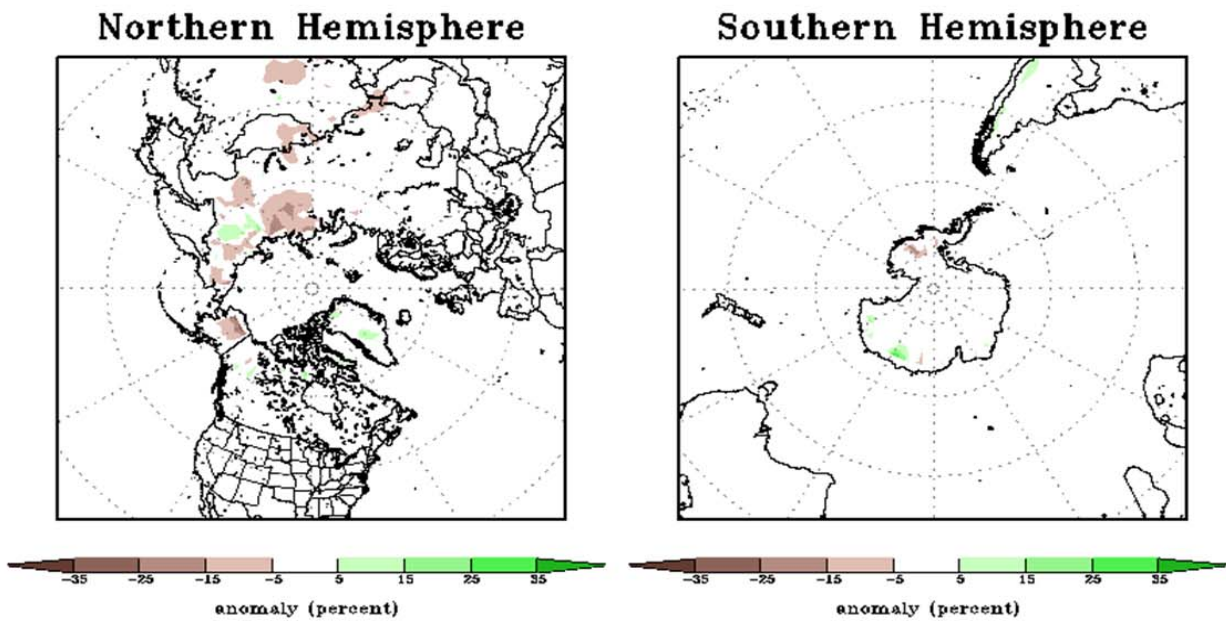 Northern Hemisphere
Southern Hemisphere
-35 -25 -15 -5 5 15 25 35
-35 -25 -15 -5 5 15 25 35
anomaly (percent)
anomaly (percent)